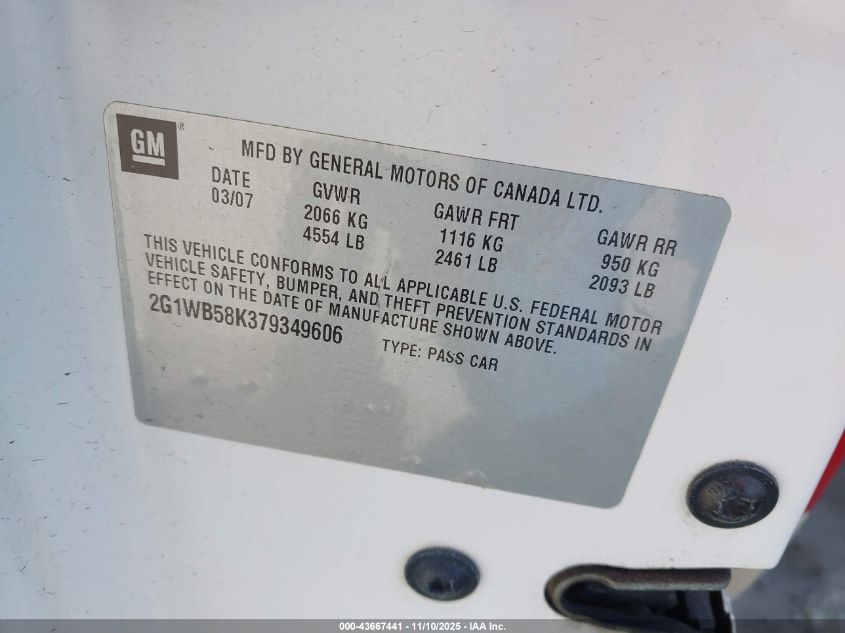 GM ®
MFD BY GENERAL MOTORS OF CANADA LTD.
DATE GVWR GAWR FRT GAWR RR
03/07 2066 KG 1116 KG 950 KG
4554 LB 2461 LB 2093 LB
THIS VEHICLE CONFORMS TO ALL APPLICABLE U.S. FEDERAL MOTOR
VEHICLE SAFETY, BUMPER, AND THEFT PREVENTION STANDARDS IN
EFFECT ON THE DATE OF MANUFACTURE SHOWN ABOVE.
2G1WB58K379349606 TYPE: PASS CAR
000-43667441 - 11/10/2025 - IAA Inc.